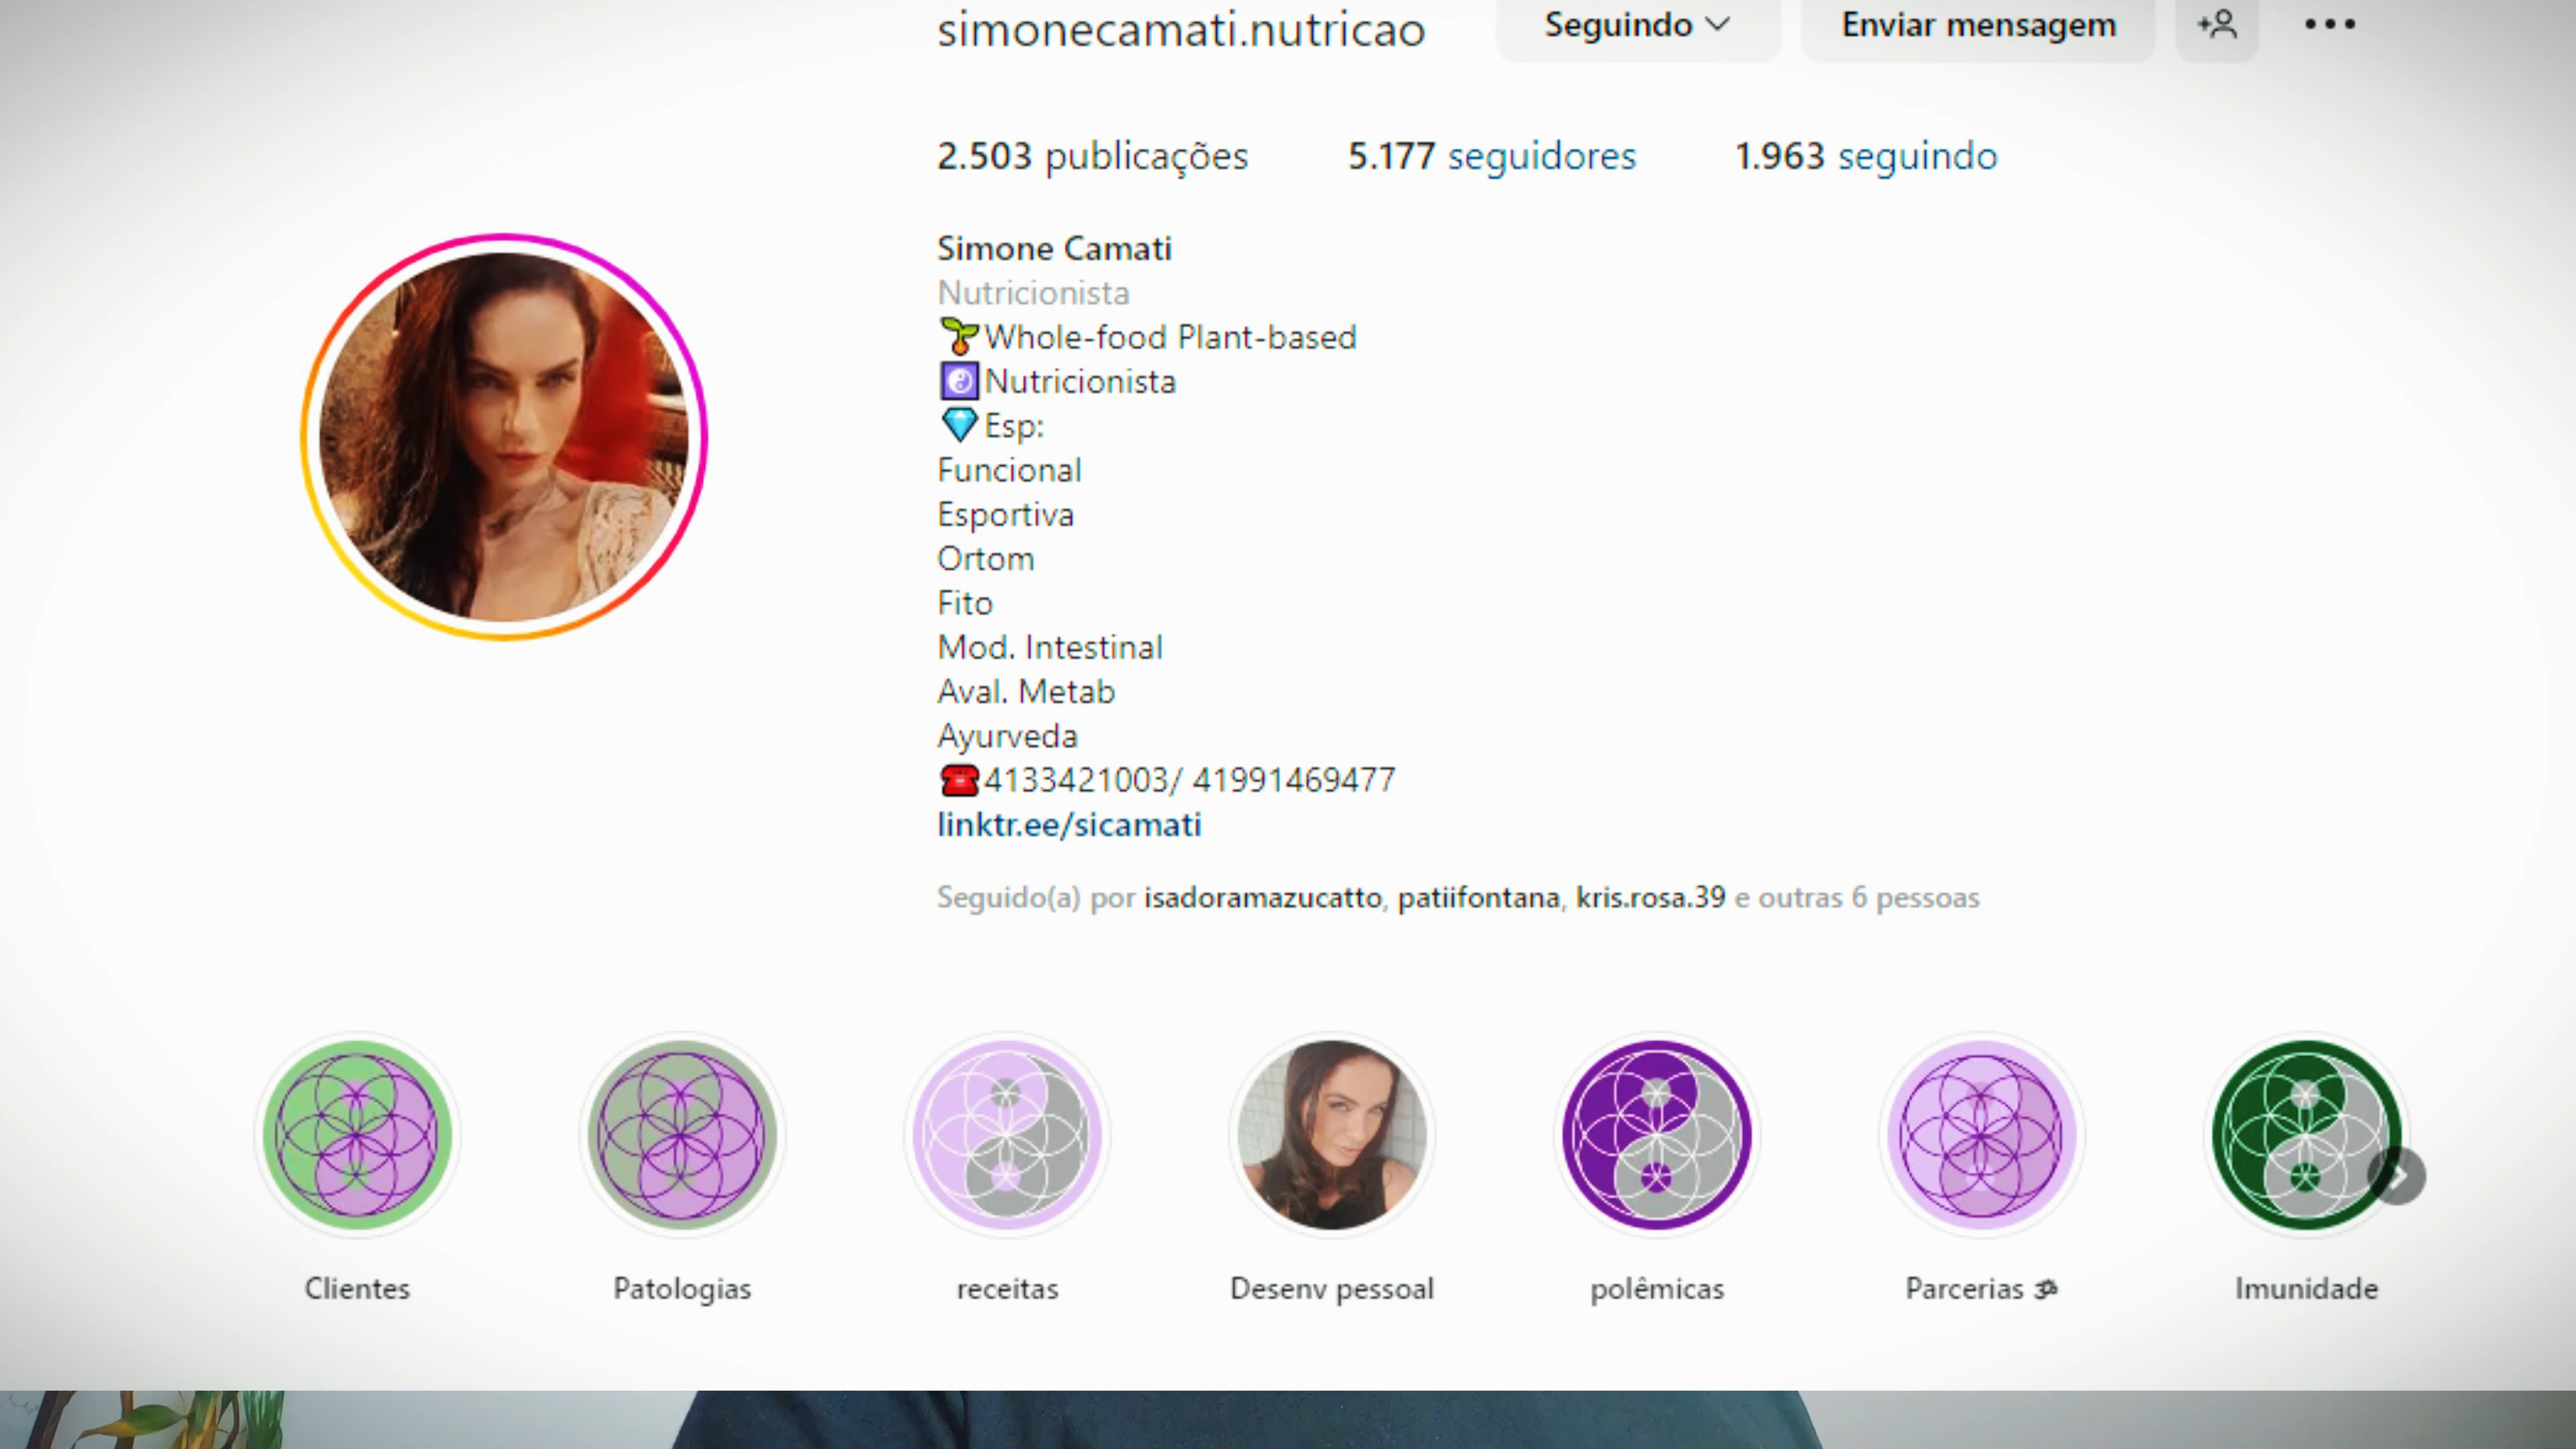 simonecamati.nutricao Seguindo Enviar mensagem
2.503 publicações 5.177 seguidores 1.963 seguindo
Simone Camati
Nutricionista
Whole-food Plant-based
Nutricionista
Esp:
Funcional
Esportiva
Ortom
Fito
Mod. Intestinal
Aval. Metab
Ayurveda
4133421003/ 41991469477
linktr.ee/sicamati
Seguido(a) por isadoramazucatto, patiifontana, kris.rosa.39 e outras 6 pessoas
Clientes Patologias receitas Desenv pessoal polêmicas Parcerias 🕉 Imunidade